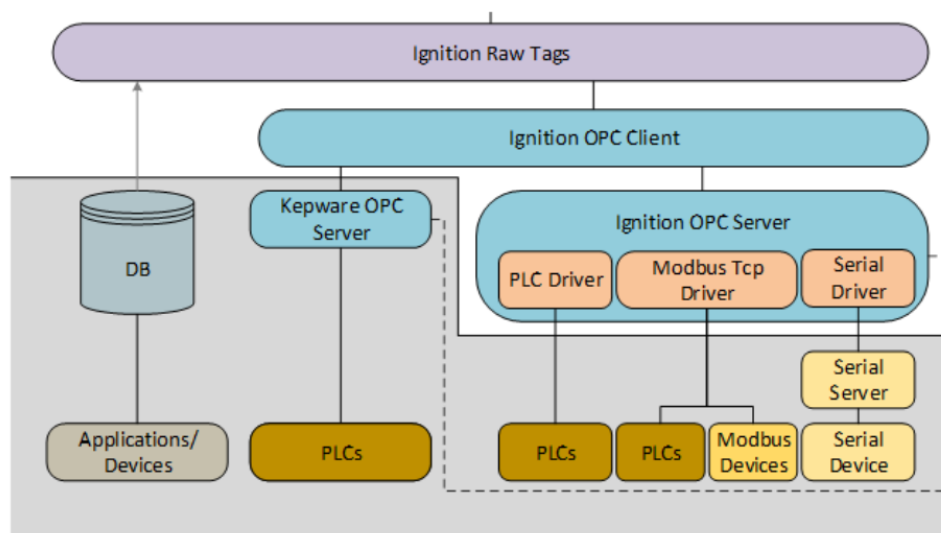 Ignition Raw Tags
Ignition OPC Client
Kepware OPC
Server
Ignition OPC Server
DB
PLC Driver
Modbus Tcp
Driver
Serial
Driver
Serial
Server
Applications/
Devices
PLCs
PLCs
PLCs
Modbus
Devices
Serial
Device